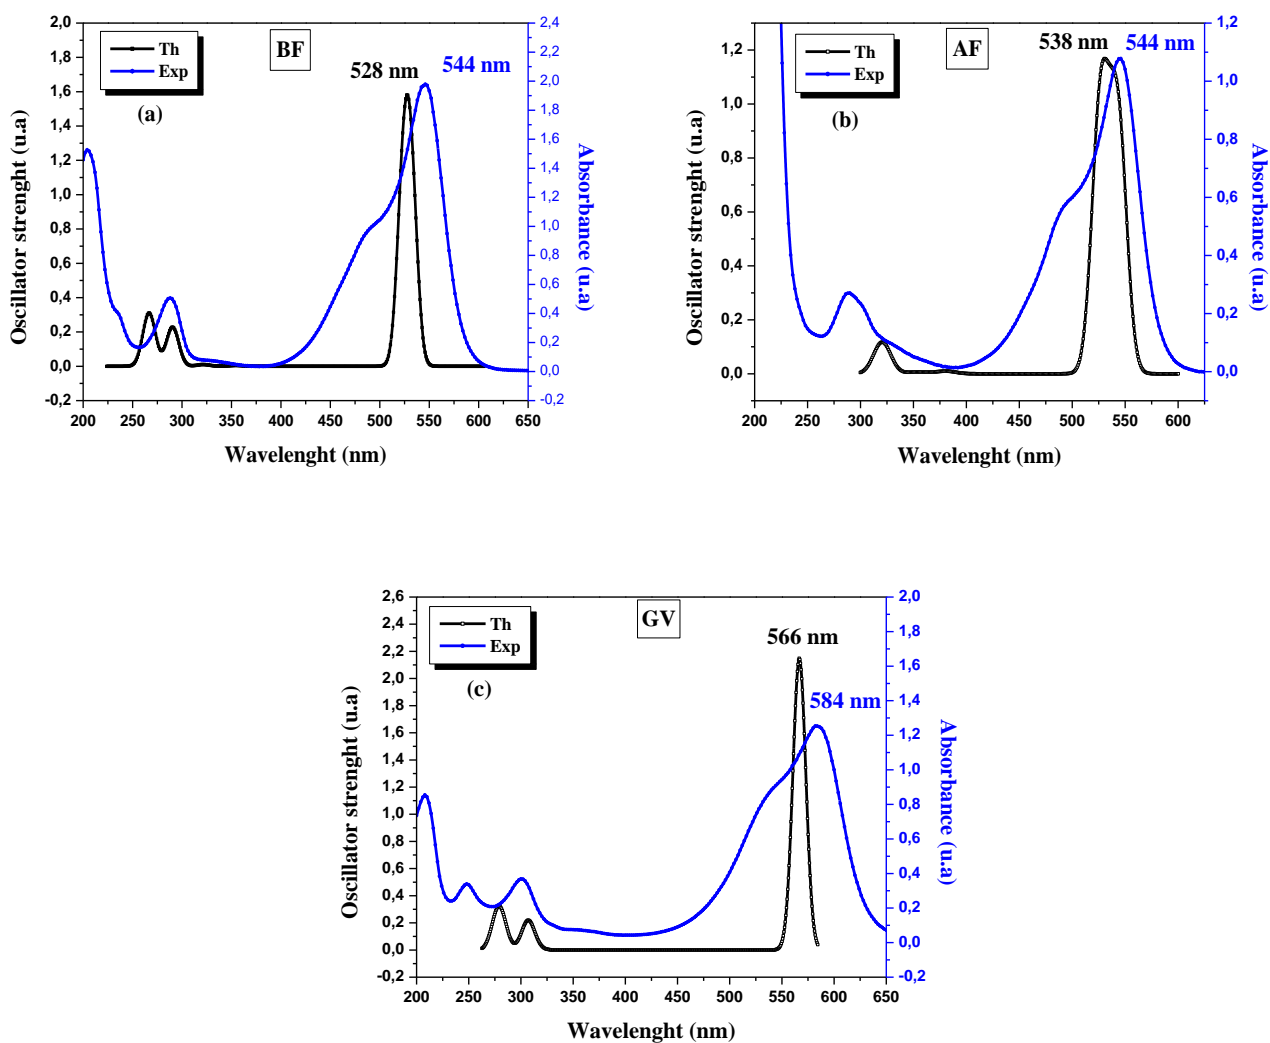 BF
Th
Exp
(a)
528 nm
544 nm
2,0
1,8
1,6
1,4
1,2
1,0
0,8
0,6
0,4
0,2
0,0
-0,2
Oscillator strenght (u.a)
2,4
2,2
2,0
1,8
1,6
1,4
1,2
1,0
0,8
0,6
0,4
0,2
0,0
-0,2
Absorbance (u.a)
200 250 300 350 400 450 500 550 600 650
Wavelenght (nm)
AF
Th
Exp
(b)
538 nm
544 nm
1,2
1,0
0,8
0,6
0,4
0,2
0,0
Oscillator strenght (u.a)
1,2
1,0
0,8
0,6
0,4
0,2
0,0
Absorbance (u.a)
200 250 300 350 400 450 500 550 600
Wavelenght (nm)
GV
Th
Exp
(c)
566 nm
584 nm
2,6
2,4
2,2
2,0
1,8
1,6
1,4
1,2
1,0
0,8
0,6
0,4
0,2
0,0
-0,2
Oscillator strenght (u.a)
2,0
1,8
1,6
1,4
1,2
1,0
0,8
0,6
0,4
0,2
0,0
-0,2
Absorbance (u.a)
200 250 300 350 400 450 500 550 600 650
Wavelenght (nm)